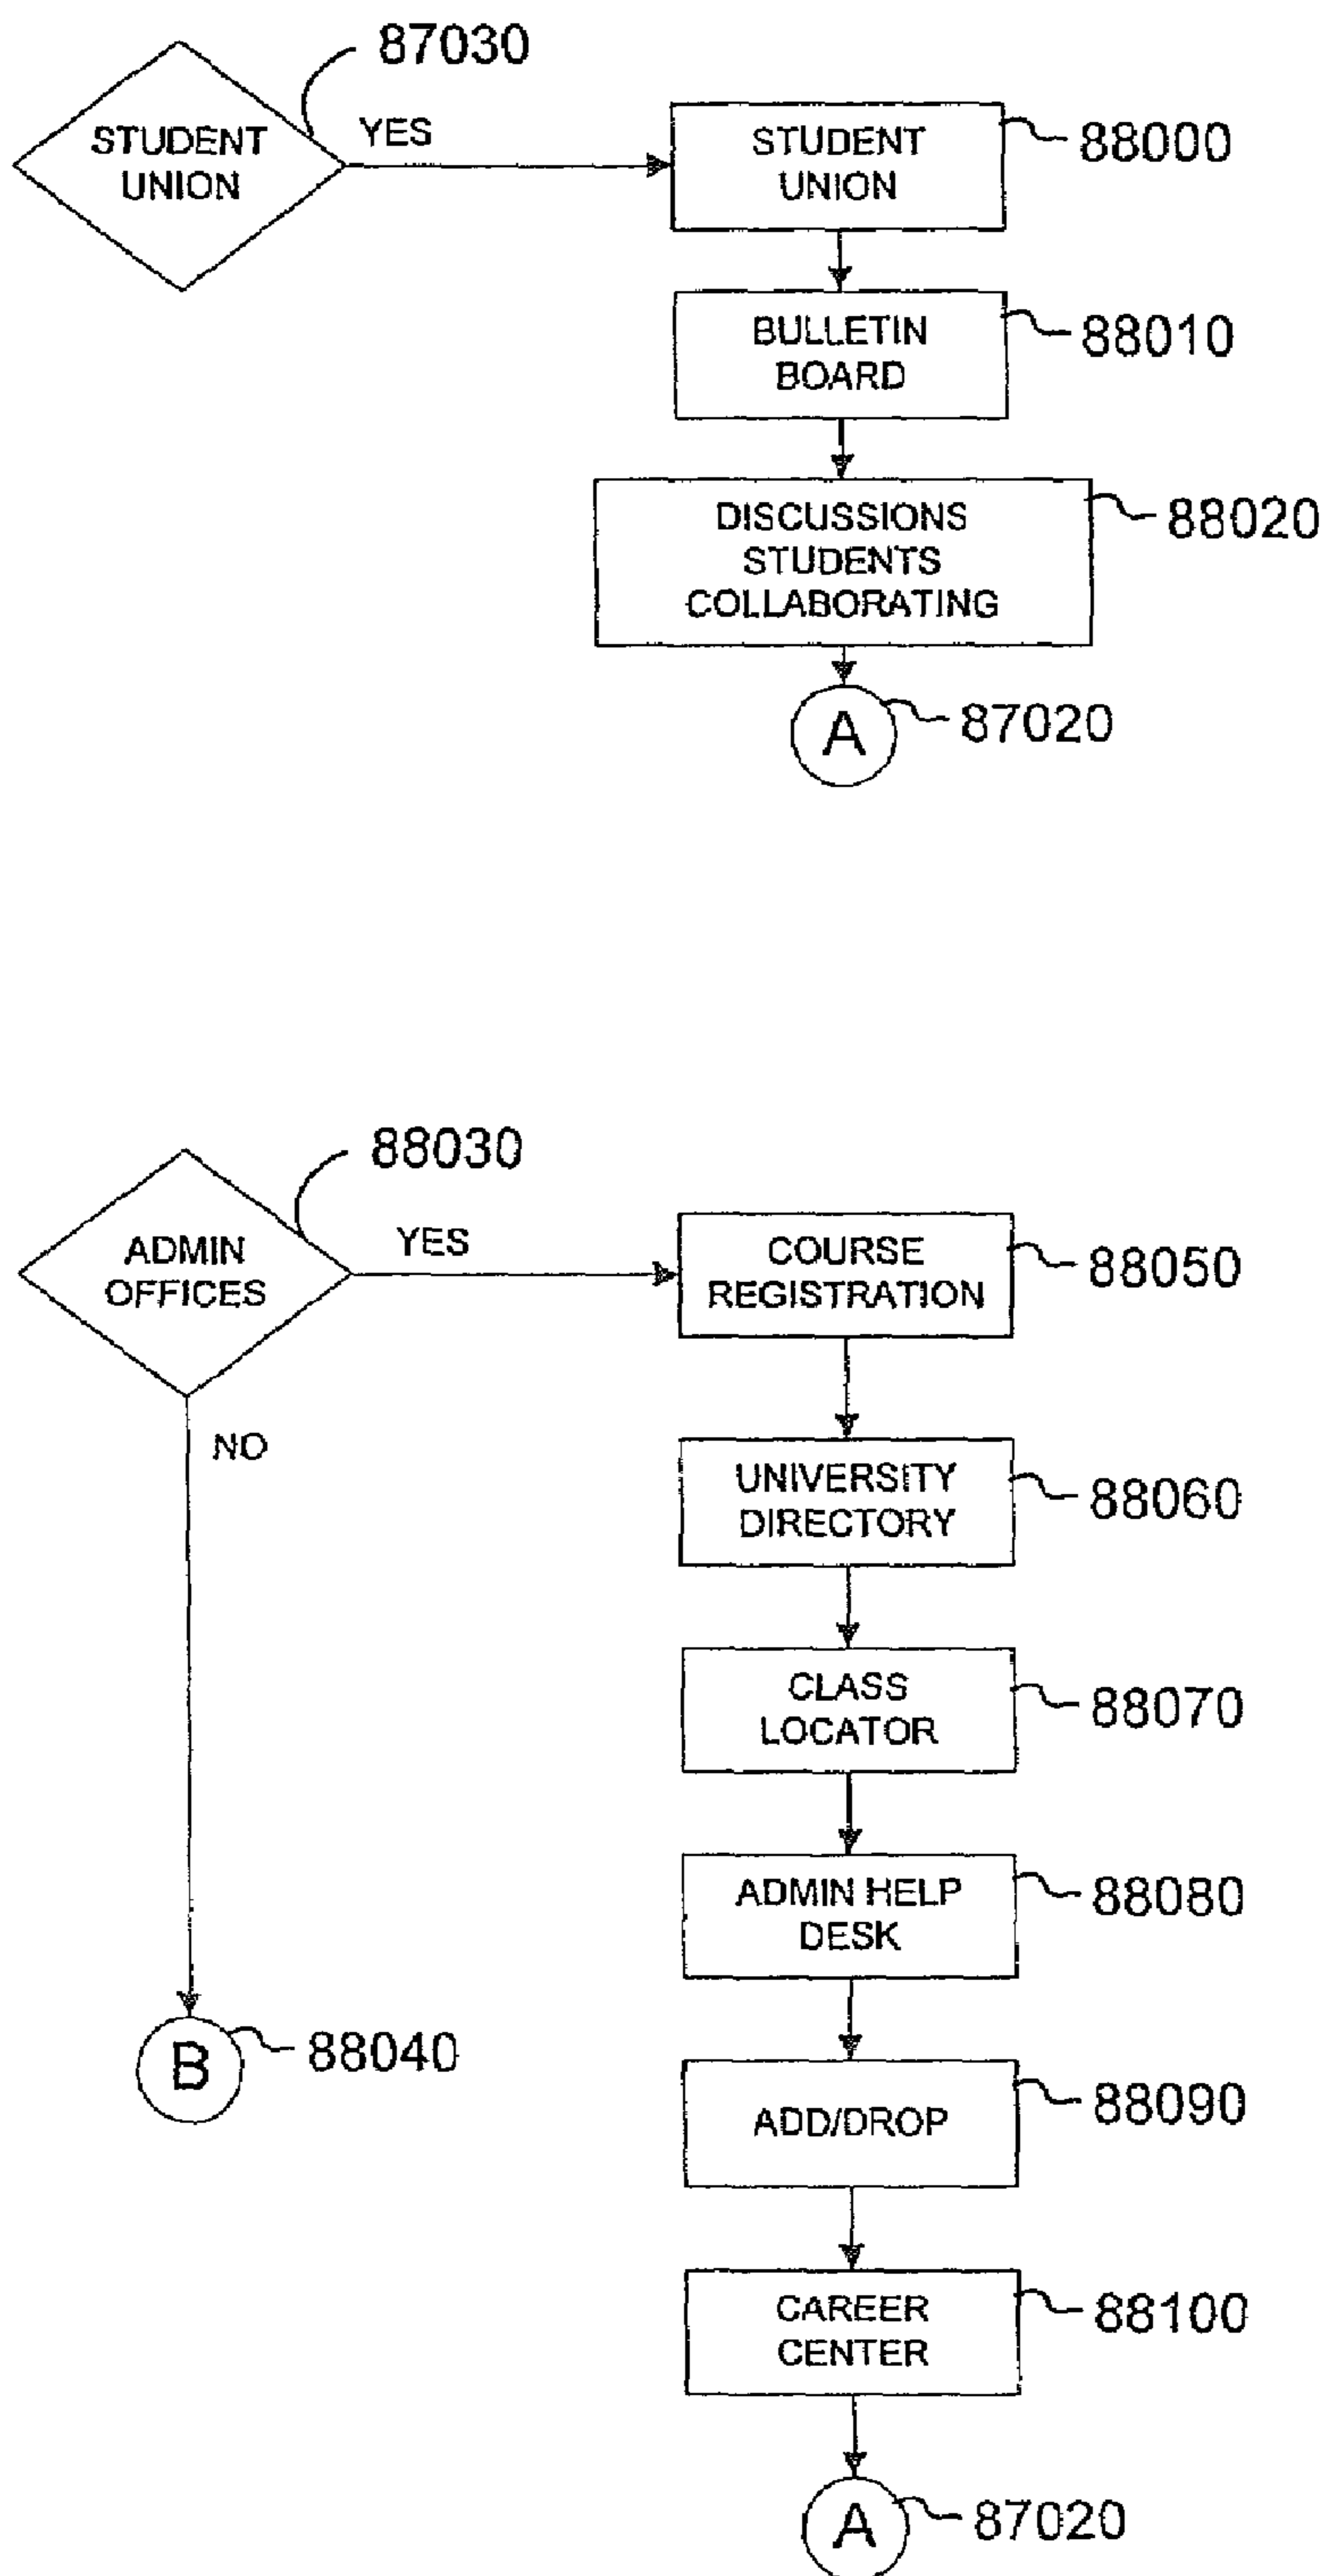 87030
STUDENT
UNION
YES
STUDENT
UNION
88000
BULLETIN
BOARD
88010
DISCUSSIONS
STUDENTS
COLLABORATING
88020
A
87020
88030
ADMIN
OFFICES
YES
COURSE
REGISTRATION
88050
NO
UNIVERSITY
DIRECTORY
88060
CLASS
LOCATOR
88070
ADMIN HELP
DESK
88080
B
88040
ADD/DROP
88090
CAREER
CENTER
88100
A
87020